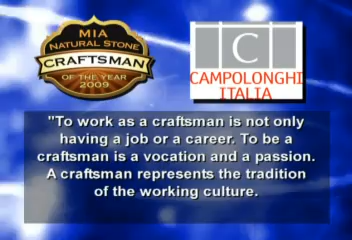 MIA
NATURAL STONE
CRAFTSMAN
OF THE YEAR
2009
C
CAMPOLONGHI
ITALIA
"To work as a craftsman is not only
having a job or a career. To be a
craftsman is a vocation and a passion.
A craftsman represents the tradition
of the working culture.